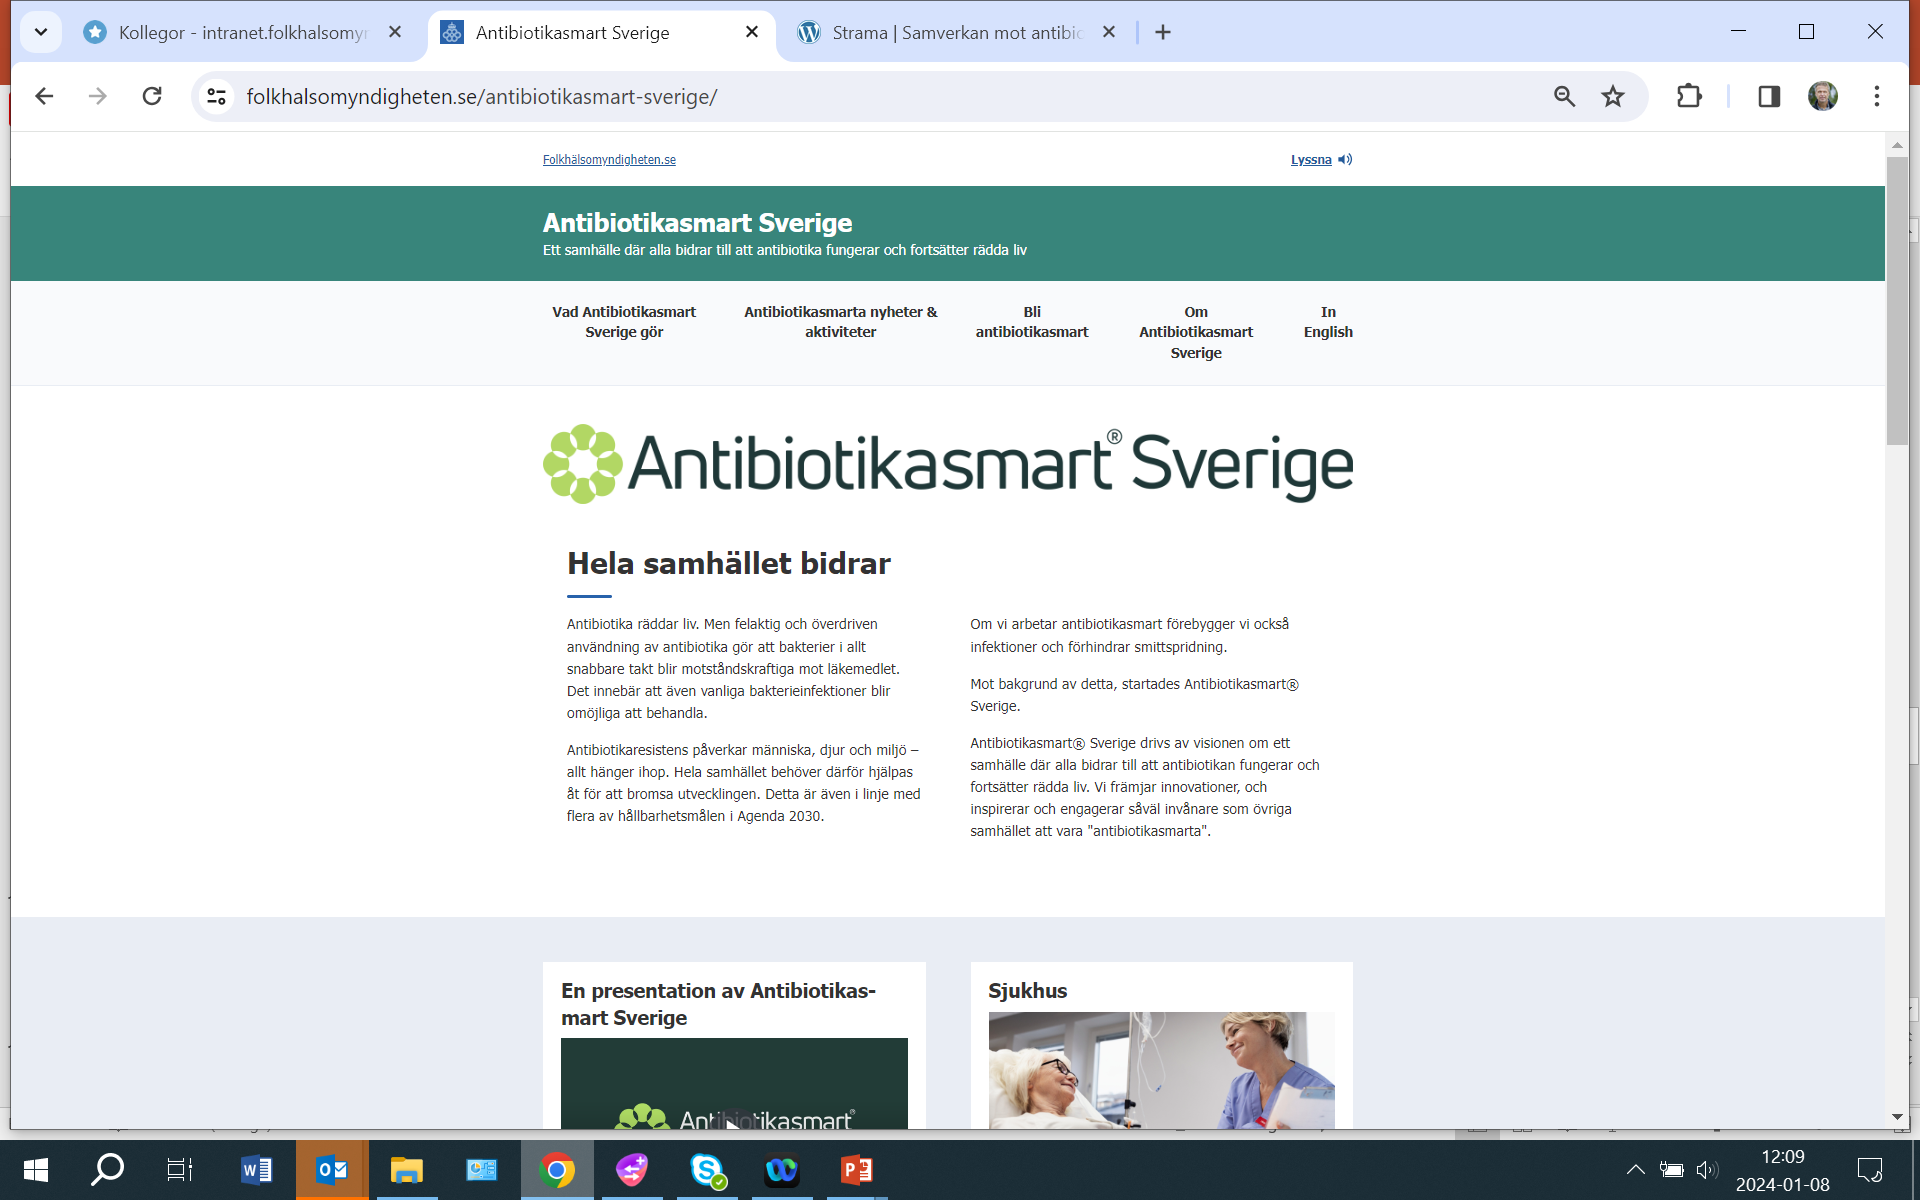 Kollegor - intranet.folkhalsomyn
Antibiotikasmart Sverige
Strama | Samverkan mot antibio
folkhalsomyndigheten.se/antibiotikasmart-sverige/
Folkhälsomyndigheten.se
Lyssna
Antibiotikasmart Sverige
Ett samhälle där alla bidrar till att antibiotika fungerar och fortsätter rädda liv
Vad Antibiotikasmart
Sverige gör
Antibiotikasmarta nyheter &
aktiviteter
Bli
antibiotikasmart
Om
Antibiotikasmart
Sverige
In
English
Antibiotikasmart® Sverige
Hela samhället bidrar
Antibiotika räddar liv. Men felaktig och överdriven
användning av antibiotika gör att bakterier i allt
snabbare takt blir motståndskraftiga mot läkemedlet.
Det innebär att även vanliga bakterieinfektioner blir
omöjliga att behandla.
Antibiotikaresistens påverkar människa, djur och miljö –
allt hänger ihop. Hela samhället behöver därför hjälpas
åt för att bromsa utvecklingen. Detta är även i linje med
flera av hållbarhetsmålen i Agenda 2030.
Om vi arbetar antibiotikasmart förebygger vi också
infektioner och förhindrar smittspridning.
Mot bakgrund av detta, startades Antibiotikasmart®
Sverige.
Antibiotikasmart® Sverige drivs av visionen om ett
samhälle där alla bidrar till att antibiotikan fungerar och
fortsätter rädda liv. Vi främjar innovationer, och
inspirerar och engagerar såväl invånare som övriga
samhället att vara "antibiotikasmarta".
En presentation av Antibiotikas-
mart Sverige
Antibiotikasmart®
Sjukhus
12:09
2024-01-08